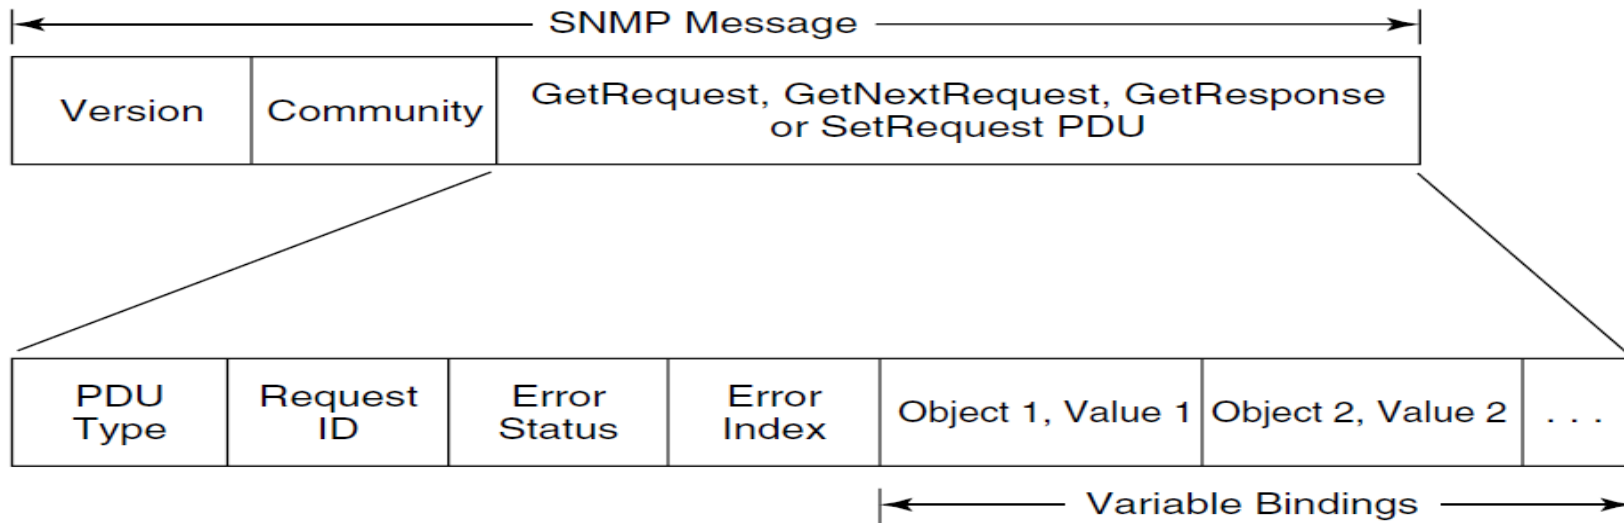 SNMP Message
Version
Community
GetRequest, GetNextRequest, GetResponse
or SetRequest PDU
PDU
Type
Request
ID
Error
Status
Error
Index
Object 1, Value 1
Object 2, Value 2
. . .
Variable Bindings